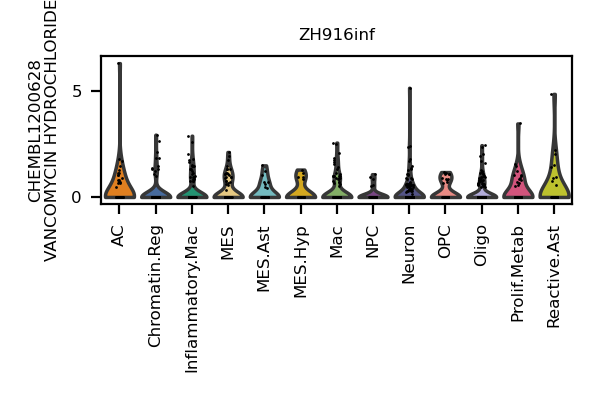 ZH916inf
CHEMBL1200628
VANCOMYCIN HYDROCHLORIDE
5
0
AC
Chromatin.Reg
Inflammatory.Mac
MES
MES.Ast
MES.Hyp
Mac
NPC
Neuron
OPC
Oligo
Prolif.Metab
Reactive.Ast